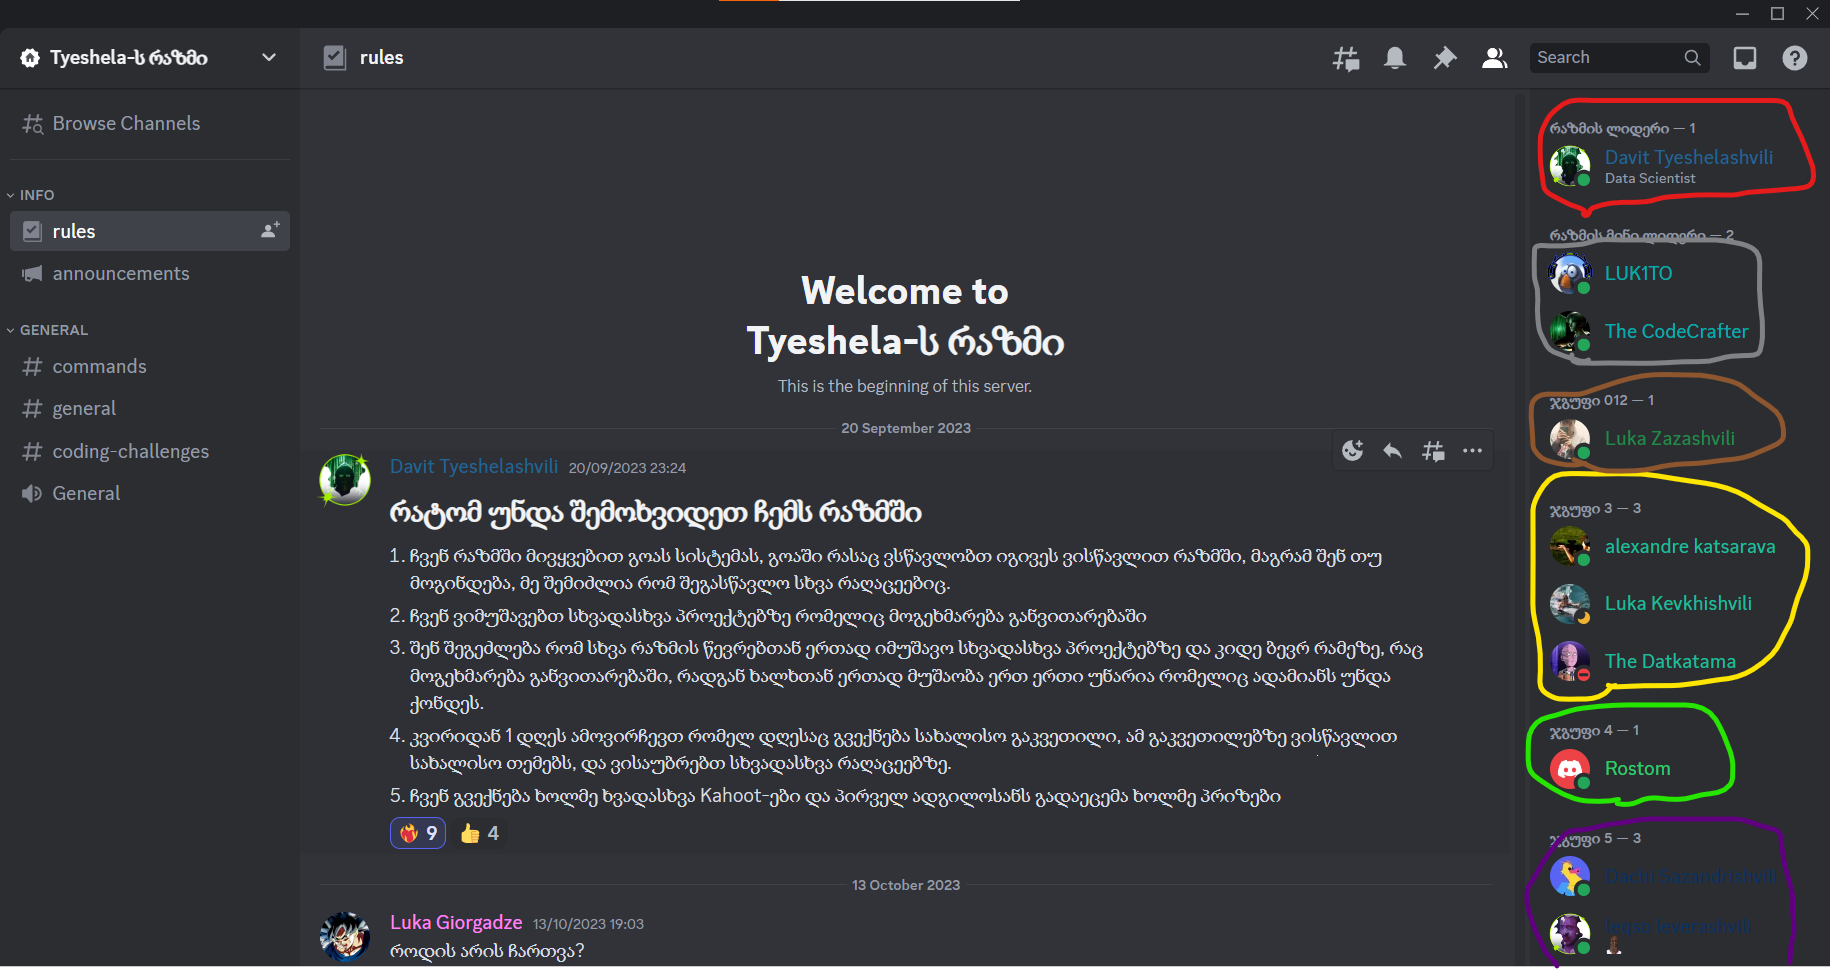 Tyeshela-ს რაზმი
rules
Search
Browse Channels
INFO
rules
announcements
GENERAL
commands
general
coding-challenges
General
Welcome to
Tyeshela-ს რაზმი
This is the beginning of this server.
20 September 2023
Davit Tyeshelashvili 20/09/2023 23:24
რატომ უნდა შემოხვიდეთ ჩემს რაზმში
1. ჩვენ რაზმში მივყვებით გოას სისტემას, გოაში რასაც ვსწავლობთ იგივეს ვისწავლით რაზმში, მაგრამ შენ თუ
მოგინდება, მე შემიძლია რომ შეგასწავლო სხვა რაღაცეებიც.
2. ჩვენ ვიმუშავებთ სხვადასხვა პროექტებზე რომელიც მოგეხმარება განვითარებაში
3. შენ შეგეძლება რომ სხვა რაზმის წევრებთან ერთად იმუშავო სხვადასხვა პროექტებზე და კიდე ბევრ რამეზე, რაც
მოგეხმარება განვითარებაში, რადგან ხალხთან ერთად მუშაობა ერთ ერთი უნარია რომელიც ადამიანს უნდა
ქონდეს.
4. კვირიდან 1 დღეს ამოვირჩევთ რომელ დღესაც გვექნება სახალისო გაკვეთილი, ამ გაკვეთილებზე ვისწავლით
სახალისო თემებს, და ვისაუბრებთ სხვადასხვა რაღაცეებზე.
5. ჩვენ გვექნება ხოლმე ხვადასხვა Kahoot-ები და პირველ ადგილოსანს გადაეცემა ხოლმე პრიზები
9 4
13 October 2023
Luka Giorgadze 13/10/2023 19:03
როდის არის ჩართვა?
რაზმის ლიდერი — 1
Davit Tyeshelashvili
Data Scientist
რაზმის მინი ლიდერი — 2
LUK1TO
The CodeCrafter
ჯგუფი 012 — 1
Luka Zazashvili
ჯგუფი 3 — 3
alexandre katsarava
Luka Kevkhishvili
The Datkatama
ჯგუფი 4 — 1
Rostom
ჯგუფი 5 — 3